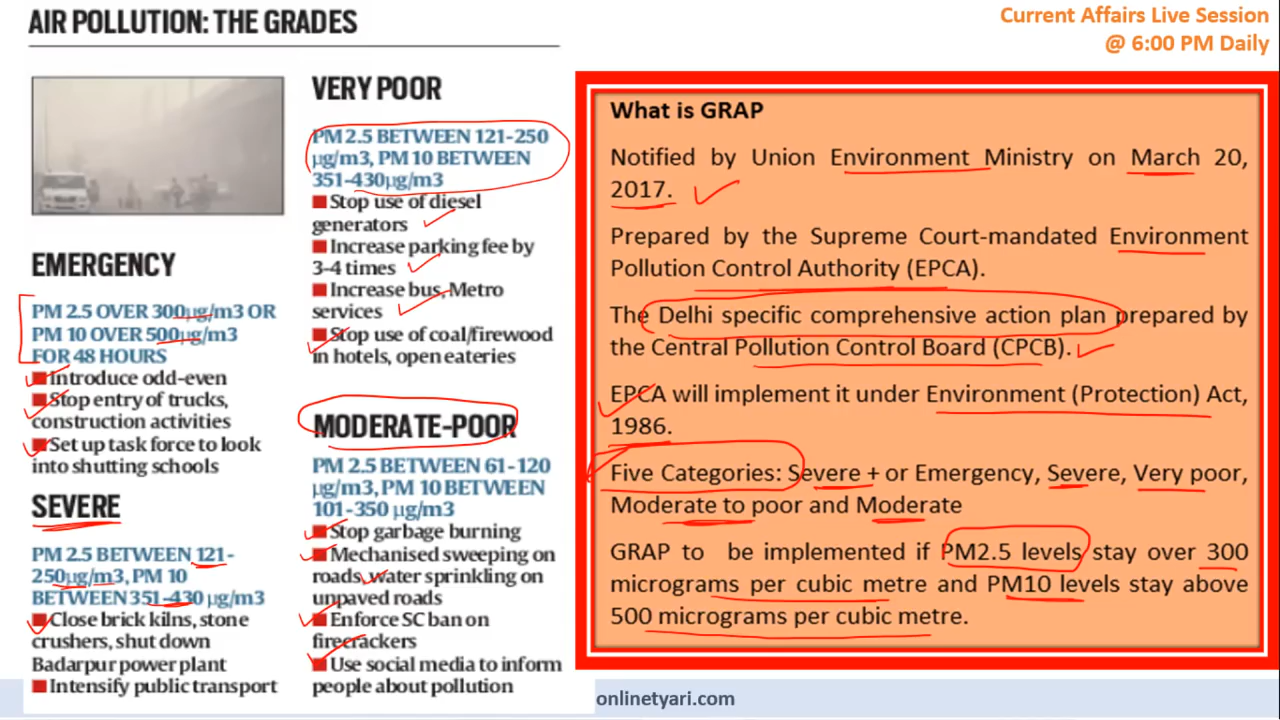 AIR POLLUTION: THE GRADES
Current Affairs Live Session
@ 6:00 PM Daily
EMERGENCY
PM 2.5 OVER 300µg/m3 OR
PM 10 OVER 500µg/m3
FOR 48 HOURS
Introduce odd-even
Stop entry of trucks,
construction activities
Set up task force to look
into shutting schools
SEVERE
PM 2.5 BETWEEN 121-
250µg/m3, PM 10
BETWEEN 351-430 µg/m3
Close brick kilns, stone
crushers, shut down
Badarpur power plant
Intensify public transport
VERY POOR
PM 2.5 BETWEEN 121-250
µg/m3, PM 10 BETWEEN
351-430µg/m3
Stop use of diesel
generators
Increase parking fee by
3-4 times
Increase bus, Metro
services
Stop use of coal/firewood
in hotels, open eateries
MODERATE-POOR
PM 2.5 BETWEEN 61-120
µg/m3, PM 10 BETWEEN
101-350 µg/m3
Stop garbage burning
Mechanised sweeping on
roads, water sprinkling on
unpaved roads
Enforce SC ban on
firecrackers
Use social media to inform
people about pollution
What is GRAP
Notified by Union Environment Ministry on March 20,
2017.
Prepared by the Supreme Court-mandated Environment
Pollution Control Authority (EPCA).
The Delhi specific comprehensive action plan prepared by
the Central Pollution Control Board (CPCB).
EPCA will implement it under Environment (Protection) Act,
1986.
Five Categories: Severe + or Emergency, Severe, Very poor,
Moderate to poor and Moderate
GRAP to be implemented if PM2.5 levels stay over 300
micrograms per cubic metre and PM10 levels stay above
500 micrograms per cubic metre.
onlinetyari.com